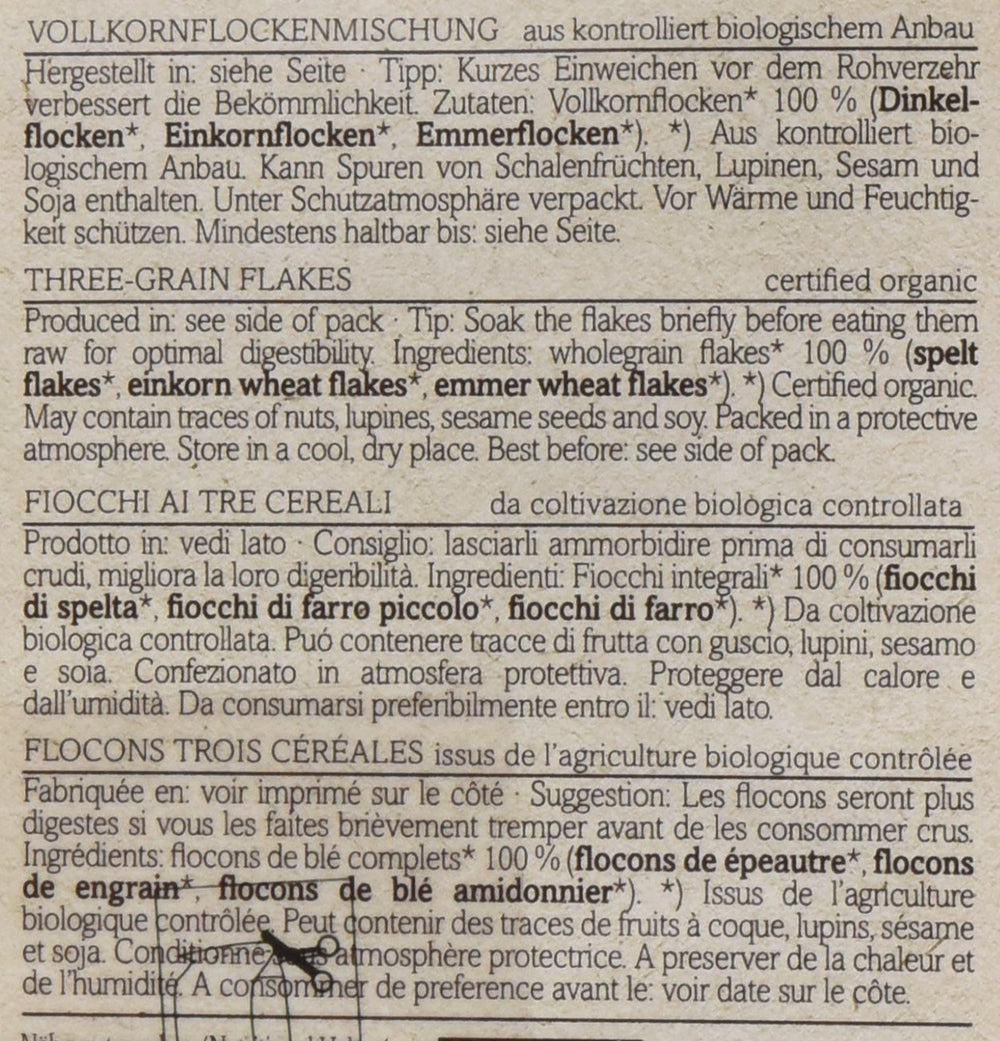 VOLLKORNFLOCKENMISCHUNG aus kontrolliert biologischem Anbau
Hergestellt in: siehe Seite · Tipp: Kurzes Einweichen vor dem Rohverzehr
verbessert die Bekömmlichkeit. Zutaten: Vollkornflocken* 100 % (Dinkel-
flocken*, Einkornflocken*, Emmerflocken*). *) Aus kontrolliert bio-
logischem Anbau. Kann Spuren von Schalenfrüchten, Lupinen, Sesam und
Soja enthalten. Unter Schutzatmosphäre verpackt. Vor Wärme und Feuchtig-
keit schützen. Mindestens haltbar bis: siehe Seite.
THREE-GRAIN FLAKES certified organic
Produced in: see side of pack · Tip: Soak the flakes briefly before eating them
raw for optimal digestibility. Ingredients: wholegrain flakes* 100 % (spelt
flakes*, einkorn wheat flakes*, emmer wheat flakes*). *) Certified organic.
May contain traces of nuts, lupines, sesame seeds and soy. Packed in a protective
atmosphere. Store in a cool, dry place. Best before: see side of pack.
FIOCCHI AI TRE CEREALI da coltivazione biologica controllata
Prodotto in: vedi lato · Consiglio: lasciarli ammorbidire prima di consumarli
crudi, migliora la loro digeribilità. Ingredienti: Fiocchi integrali* 100 % (fiocchi
di spelta*, fiocchi di farro piccolo*, fiocchi di farro*). *) Da coltivazione
biologica controllata. Puó contenere tracce di frutta con guscio, lupini, sesamo
e soia. Confezionato in atmosfera protettiva. Proteggere dal calore e
dall'umidità. Da consumarsi preferibilmente entro il: vedi lato.
FLOCONS TROIS CÉRÉALES issus de l'agriculture biologique contrôlée
Fabriquée en: voir imprimé sur le côté · Suggestion: Les flocons seront plus
digestes si vous les faites brièvement tremper avant de les consommer crus.
Ingrédients: flocons de blé complets* 100 % (flocons de épeautre*, flocons
de engrain*, flocons de blé amidonnier*). *) Issus de l'agriculture
biologique contrôlée. Peut contenir des traces de fruits à coque, lupins, sésame
et soja. Conditionné sous atmosphère protectrice. A preserver de la chaleur et
de l'humidité. A consommer de preference avant le: voir date sur le côte.